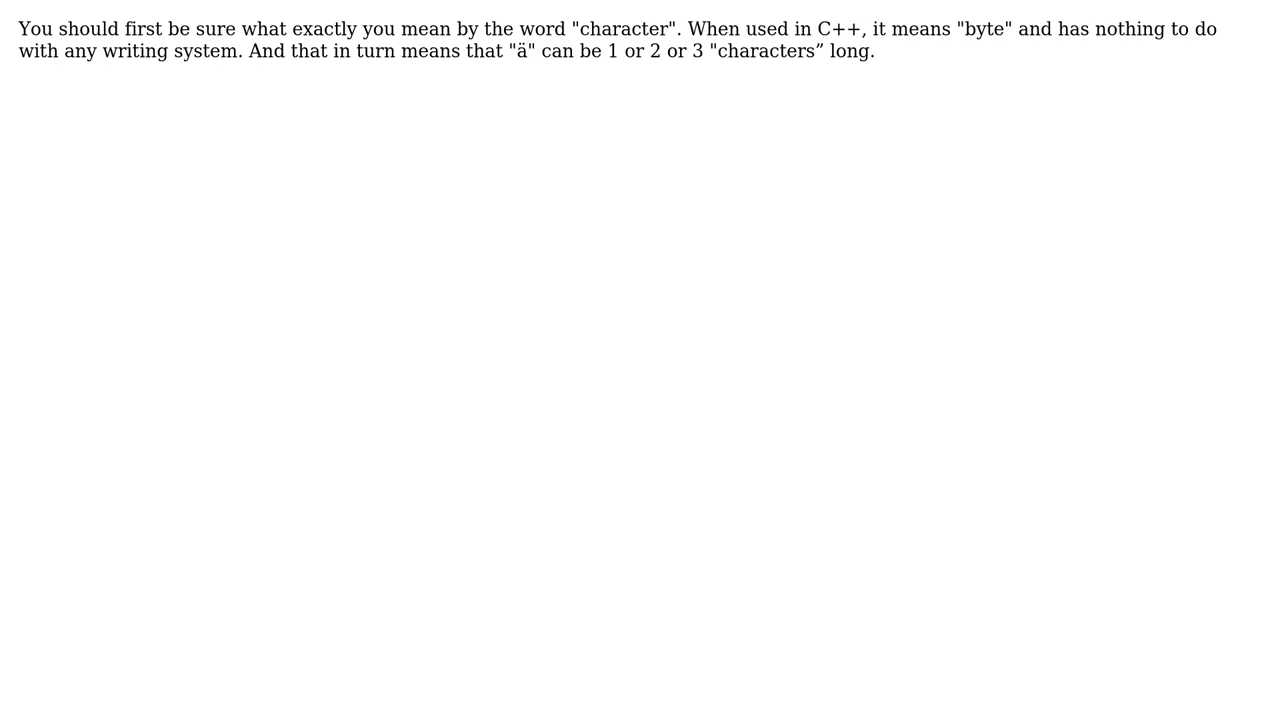 You should first be sure what exactly you mean by the word "character". When used in C++, it means "byte" and has nothing to do
with any writing system. And that in turn means that "ä" can be 1 or 2 or 3 "characters” long.